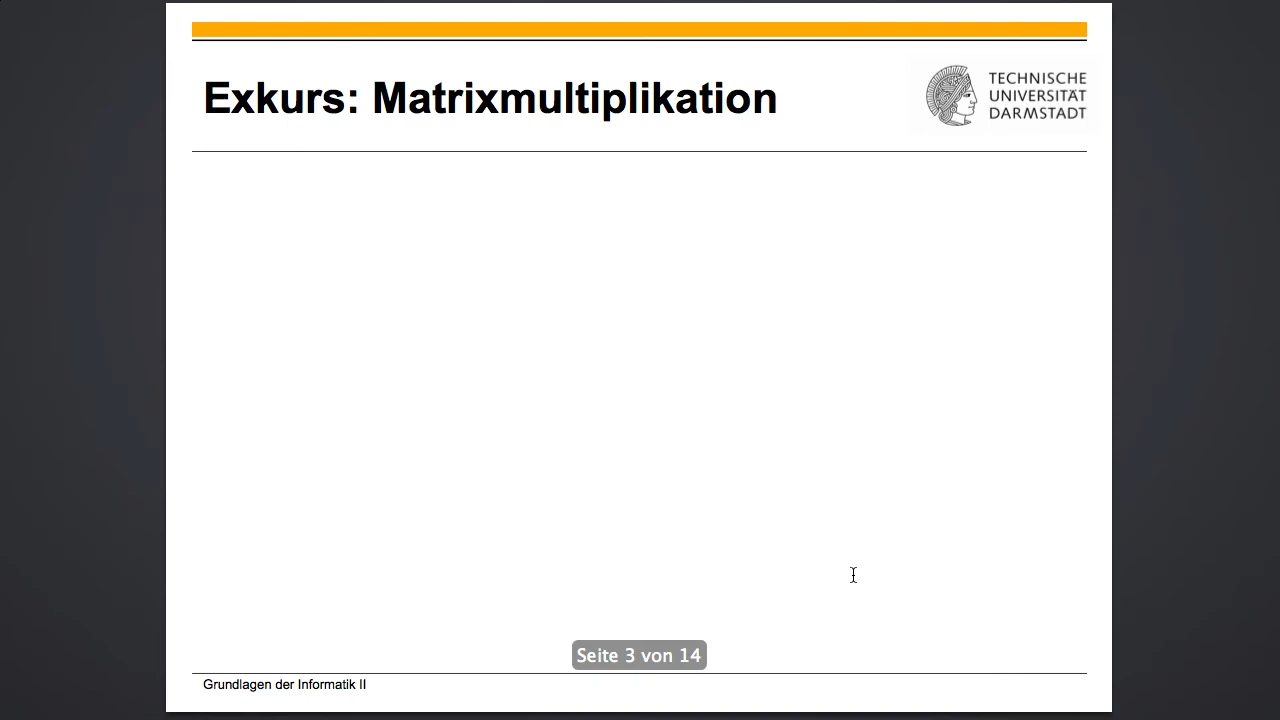 Exkurs: Matrixmultiplikation
TECHNISCHE
UNIVERSITÄT
DARMSTADT
Seite 3 von 14
Grundlagen der Informatik II